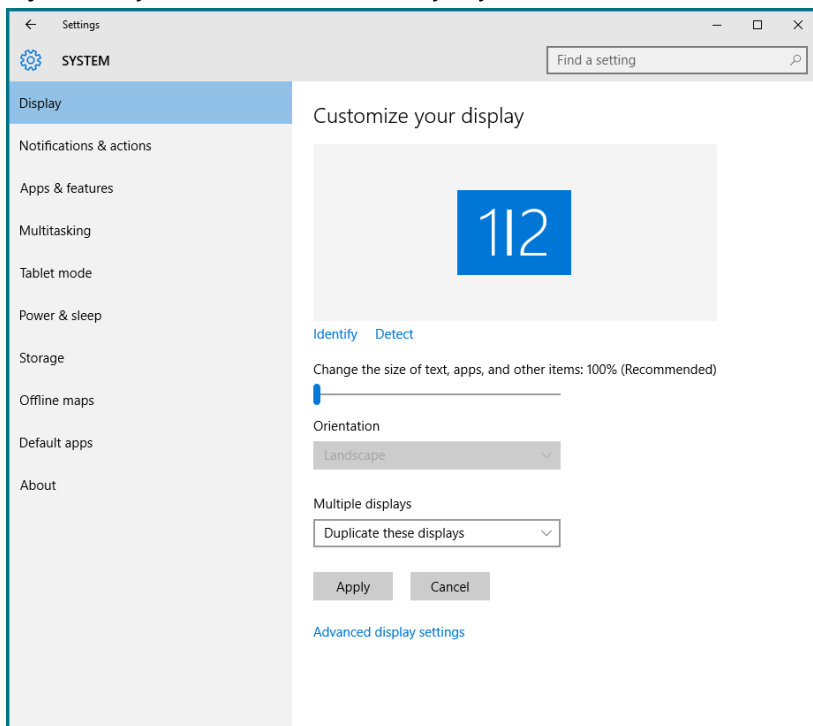 Settings
SYSTEM
Find a setting
Display
Notifications & actions
Apps & features
Multitasking
Tablet mode
Power & sleep
Storage
Offline maps
Default apps
About
Customize your display
1|2
Identify Detect
Change the size of text, apps, and other items: 100% (Recommended)
Orientation
Landscape
Multiple displays
Duplicate these displays
Apply Cancel
Advanced display settings